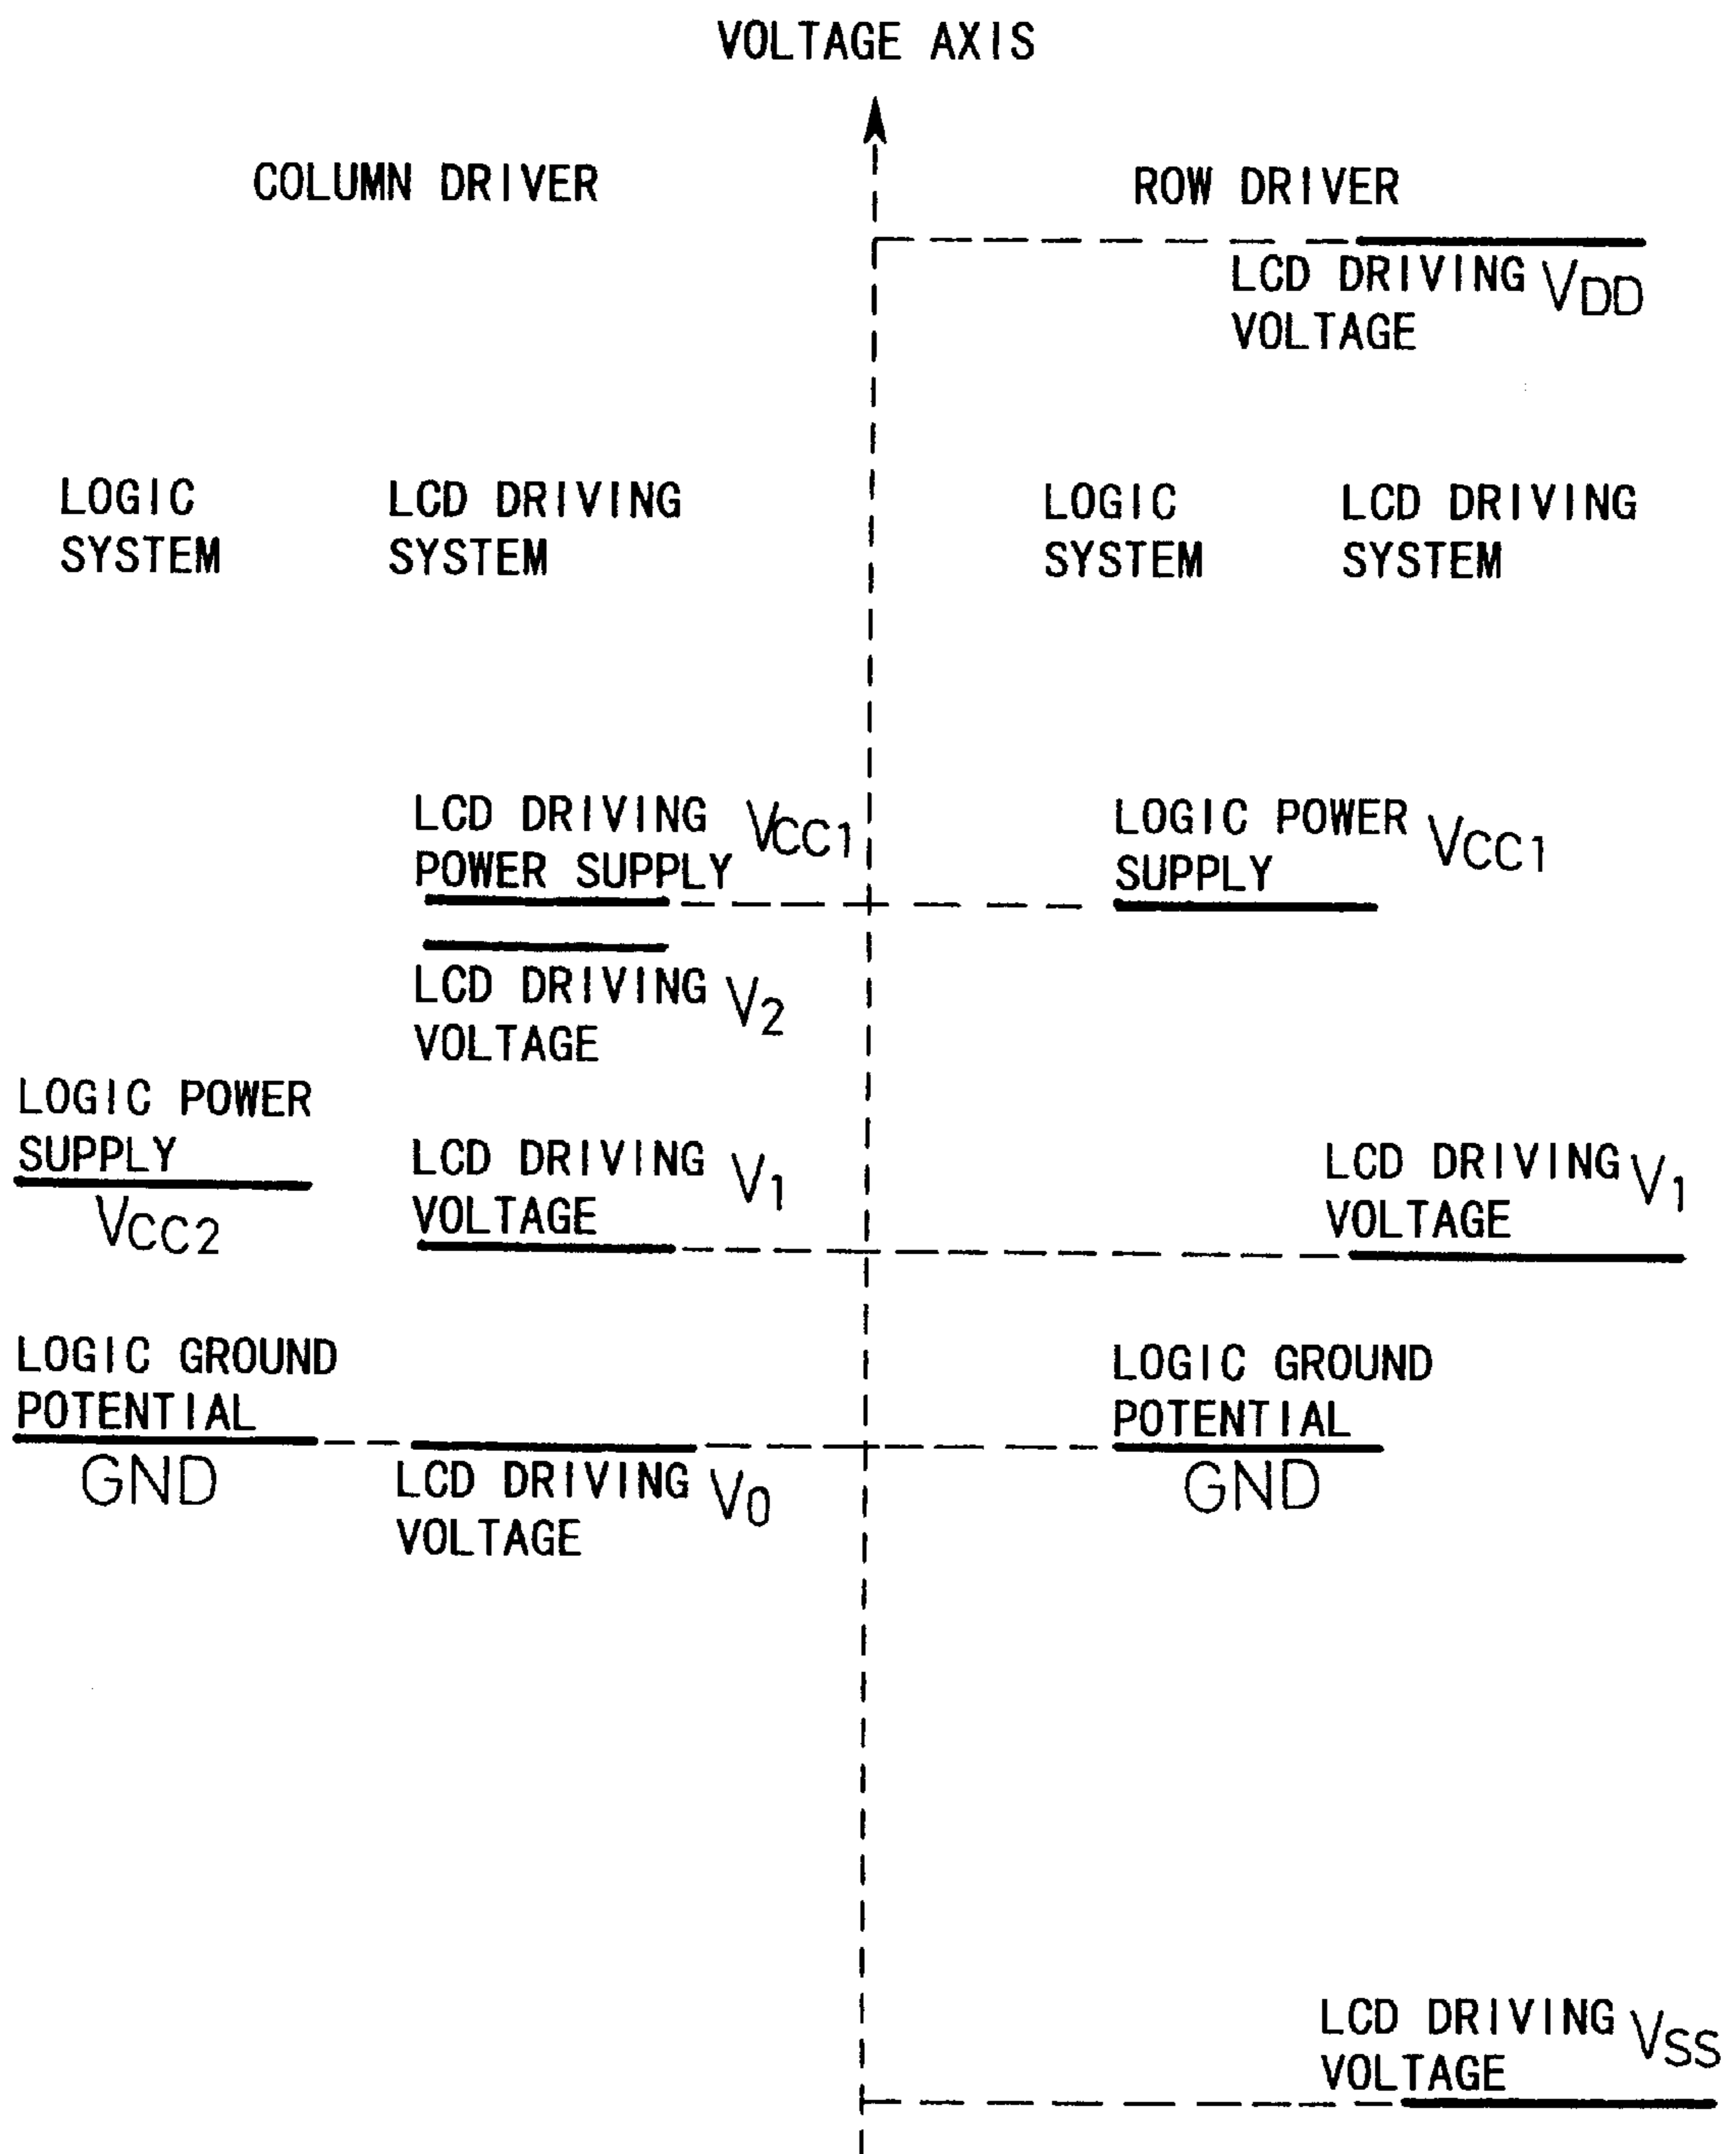 VOLTAGE AXIS
COLUMN DRIVER
ROW DRIVER
LCD DRIVING VDD
VOLTAGE
LOGIC
SYSTEM
LCD DRIVING
SYSTEM
LOGIC
SYSTEM
LCD DRIVING
SYSTEM
LCD DRIVING VCC1
POWER SUPPLY
LOGIC POWER VCC1
SUPPLY
LCD DRIVING V2
VOLTAGE
LOGIC POWER
SUPPLY
VCC2
LCD DRIVING V1
VOLTAGE
LCD DRIVING V1
VOLTAGE
LOGIC GROUND
POTENTIAL
GND
LCD DRIVING V0
VOLTAGE
LOGIC GROUND
POTENTIAL
GND
LCD DRIVING VSS
VOLTAGE